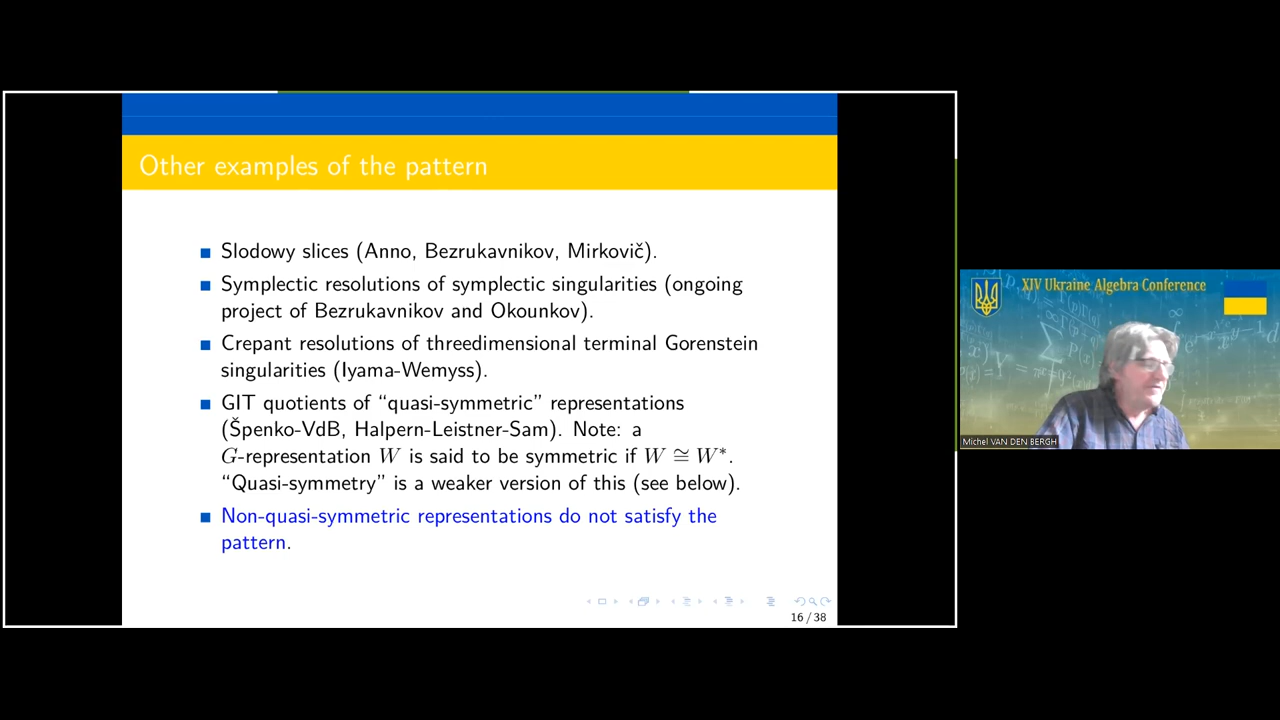 Other examples of the pattern
Slodowy slices (Anno, Bezrukavnikov, Mirkovič).
Symplectic resolutions of symplectic singularities (ongoing
project of Bezrukavnikov and Okounkov).
Crepant resolutions of threedimensional terminal Gorenstein
singularities (Iyama-Wemyss).
GIT quotients of “quasi-symmetric” representations
(Špenko-VdB, Halpern-Leistner-Sam). Note: a
G-representation W is said to be symmetric if W ≅ W*.
“Quasi-symmetry” is a weaker version of this (see below).
Non-quasi-symmetric representations do not satisfy the
pattern.
16 / 38
XIV Ukraine Algebra Conference
Michel VAN DEN BERGH